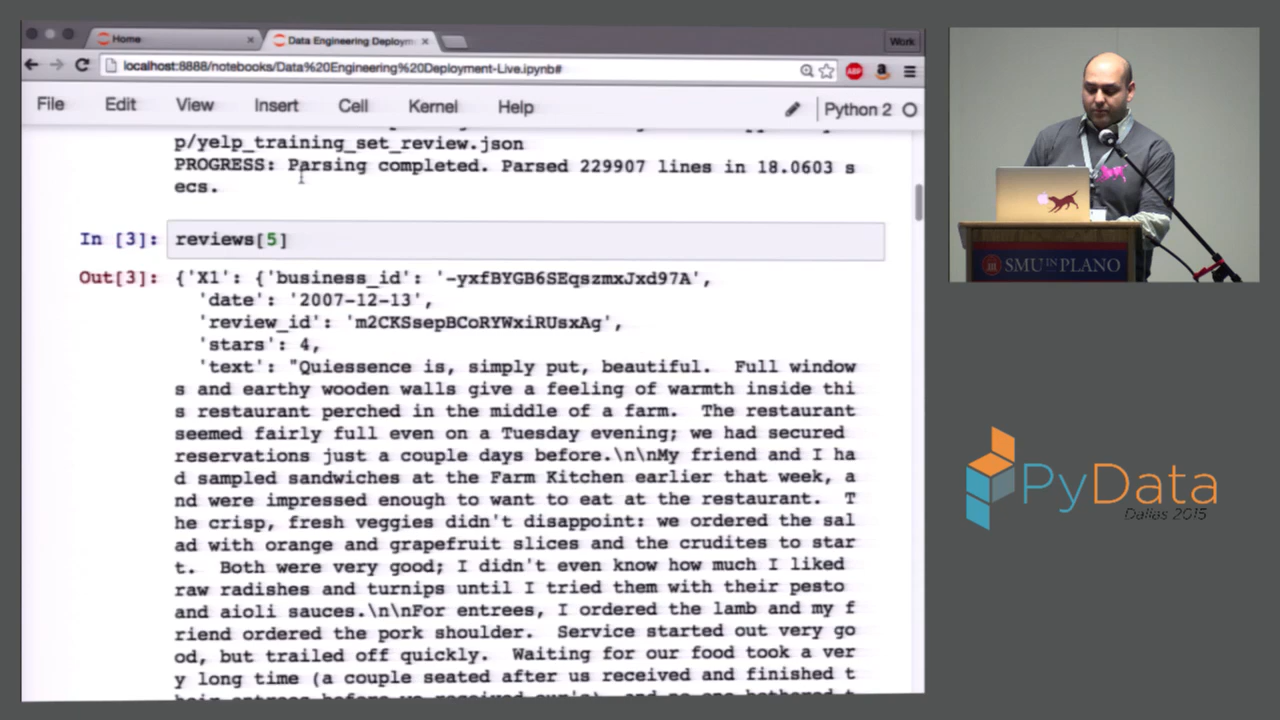 Home
Data Engineering Deploym
Work
localhost:8888/notebooks/Data%20Engineering%20Deployment-Live.ipynb#
ABP
a
File Edit View Insert Cell Kernel Help
Python 2
p/yelp_training_set_review.json
PROGRESS: Parsing completed. Parsed 229907 lines in 18.0603 s
ecs.
In [3]: reviews[5]
Out[3]: {'X1': {'business_id': '-yxfBYGB6SEqszmxJxd97A',
'date': '2007-12-13',
'review_id': 'm2CKSsepBCoRYWxiRUsxAg',
'stars': 4,
'text': "Quiessence is, simply put, beautiful.  Full window
s and earthy wooden walls give a feeling of warmth inside thi
s restaurant perched in the middle of a farm.  The restaurant
seemed fairly full even on a Tuesday evening; we had secured
reservations just a couple days before.\n\nMy friend and I ha
d sampled sandwiches at the Farm Kitchen earlier that week, a
nd were impressed enough to want to eat at the restaurant.  T
he crisp, fresh veggies didn't disappoint: we ordered the sal
ad with orange and grapefruit slices and the crudites to star
t.  Both were very good; I didn't even know how much I liked
raw radishes and turnips until I tried them with their pesto
and aioli sauces.\n\nFor entrees, I ordered the lamb and my f
riend ordered the pork shoulder.  Service started out very go
od, but trailed off quickly.  Waiting for our food took a ver
y long time (a couple seated after us received and finished t
SMU IN PLANO
PyData
Dallas 2015